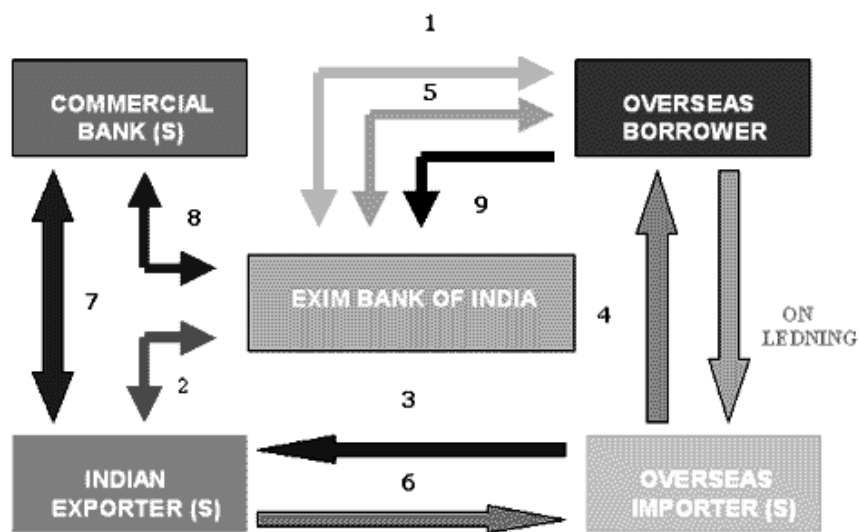 1
COMMERCIAL
BANK (S)
5
OVERSEAS
BORROWER
8
9
7
EXIM BANK OF INDIA
4
ON
LEDNING
2
3
INDIAN
EXPORTER (S)
6
OVERSEAS
IMPORTER (S)